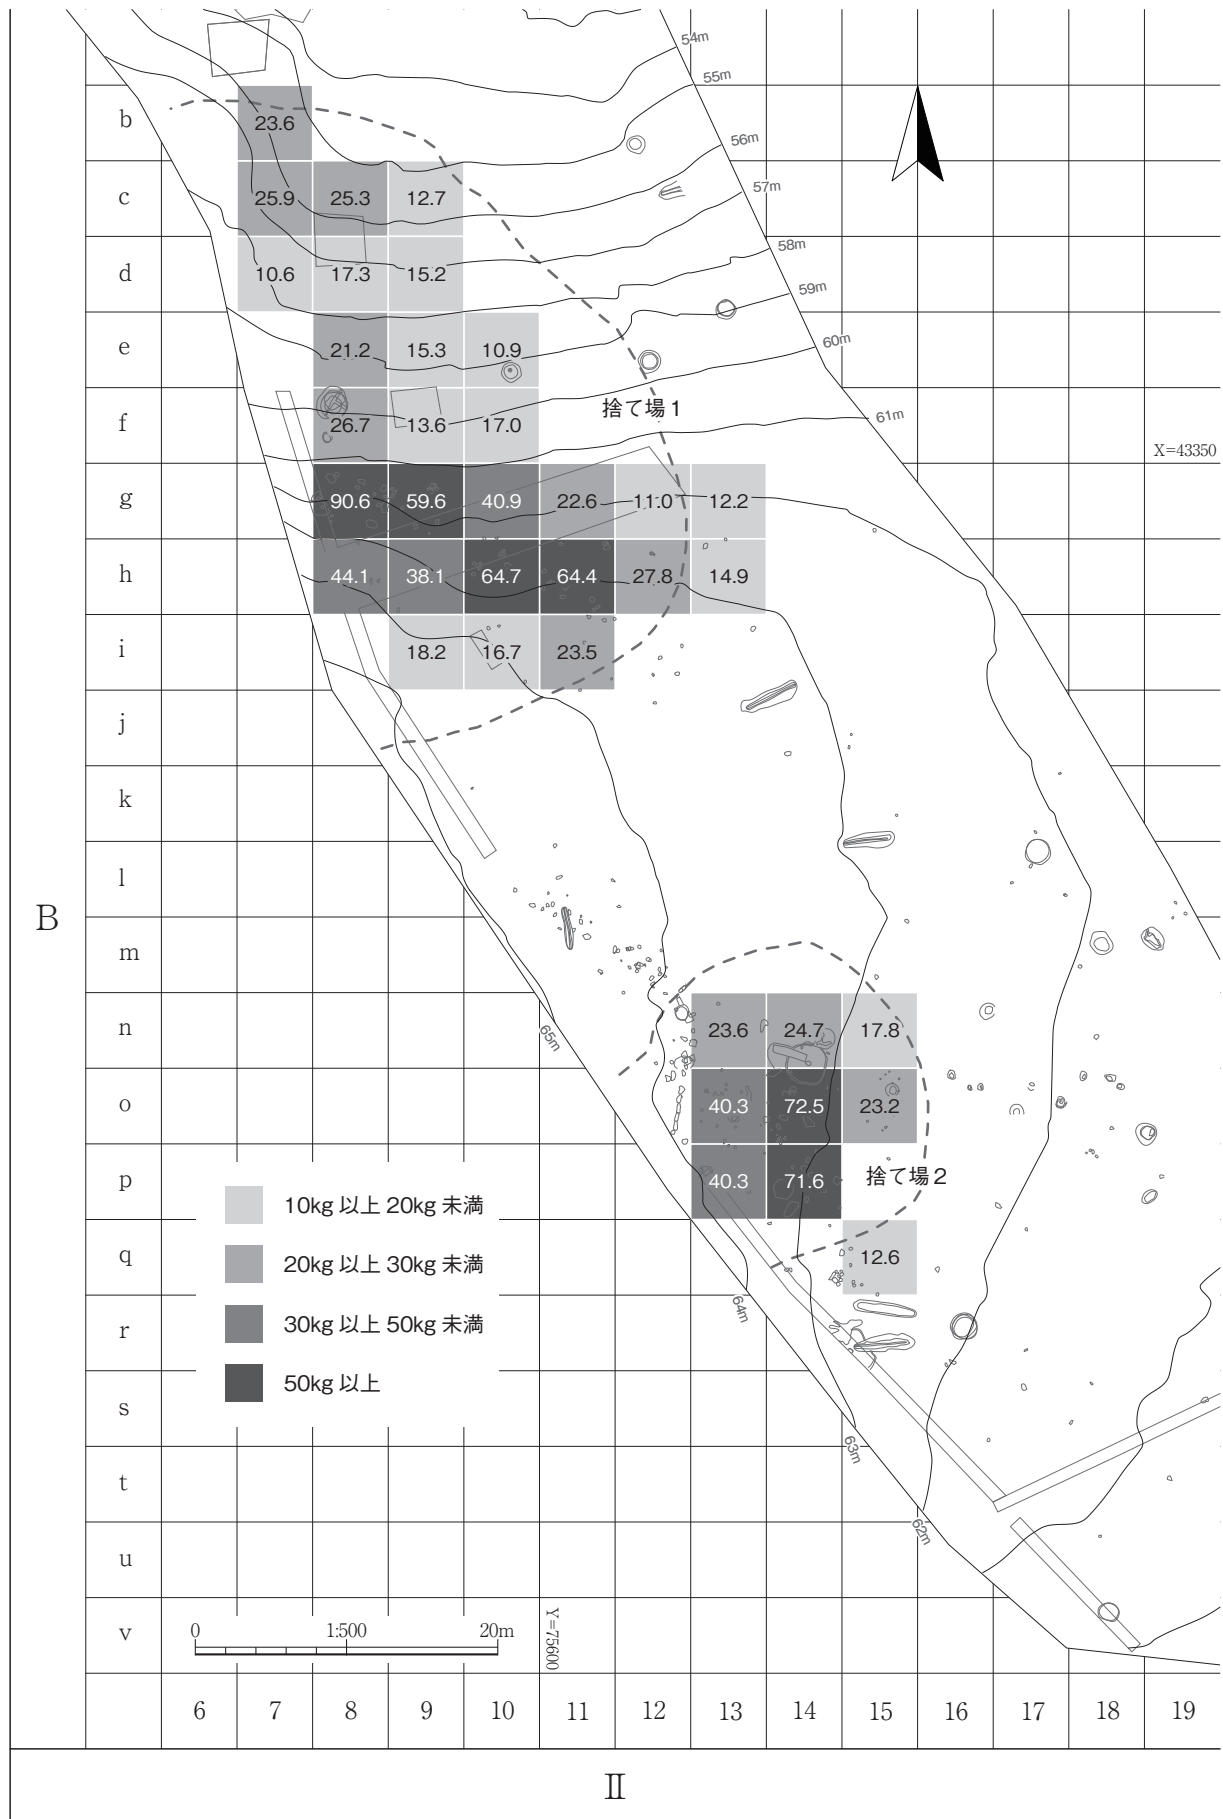 54m
55m
56m
57m
58m
59m
60m
61m
X=43350
b 23.6
c 25.9 25.3 12.7
d 10.6 17.3 15.2
e 21.2 15.3 10.9
f 26.7 13.6 17.0
捨て場1
g 90.6 59.6 40.9 22.6 11.0 12.2
h 44.1 38.1 64.7 64.4 27.8 14.9
i 18.2 16.7 23.5
j
k
l
B
m
n 23.6 24.7 17.8
65m
o 40.3 72.5 23.2
p 40.3 71.6
捨て場2
q 12.6
64m
r
s
63m
t
62m
u
v
10kg 以上 20kg 未満
20kg 以上 30kg 未満
30kg 以上 50kg 未満
50kg 以上
0 1:500 20m
Y=75600
6 7 8 9 10 11 12 13 14 15 16 17 18 19
Ⅱ